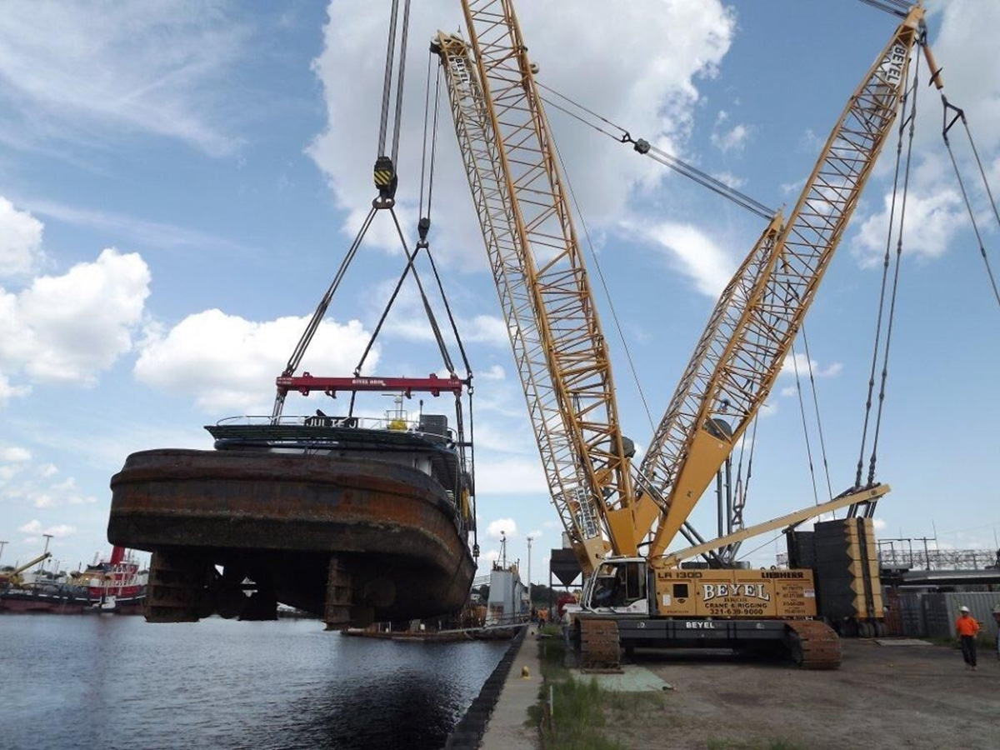 BEYEL
BEYEL
BEYEL BROS.
JULIE J
LR 1300
LIEBHERR
BEYEL
BROS
CRANE & RIGGING
321-639-9000
BEYEL